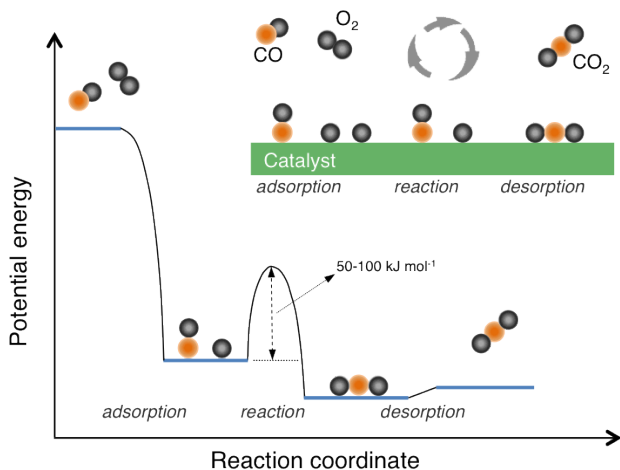 O₂
CO
CO₂
Catalyst
adsorption
reaction
desorption
Potential energy
50-100 kJ mol⁻¹
adsorption
reaction
desorption
Reaction coordinate